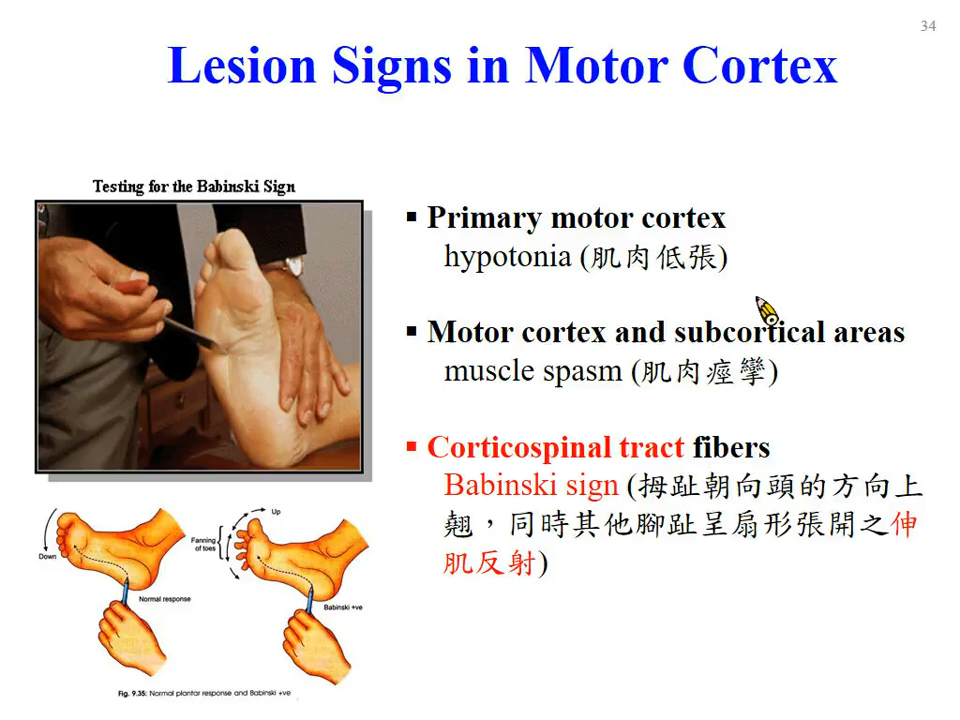 34
Lesion Signs in Motor Cortex
Testing for the Babinski Sign
▪ Primary motor cortex
hypotonia (肌肉低張)
▪ Motor cortex and subcortical areas
muscle spasm (肌肉痙攣)
▪ Corticospinal tract fibers
Babinski sign (拇趾朝向頭的方向上
翹，同時其他腳趾呈扇形張開之伸
肌反射)
Down
Normal response
Up
Fanning
of toes
Babinski +ve
Fig. 9.35: Normal plantar response and Babinski +ve